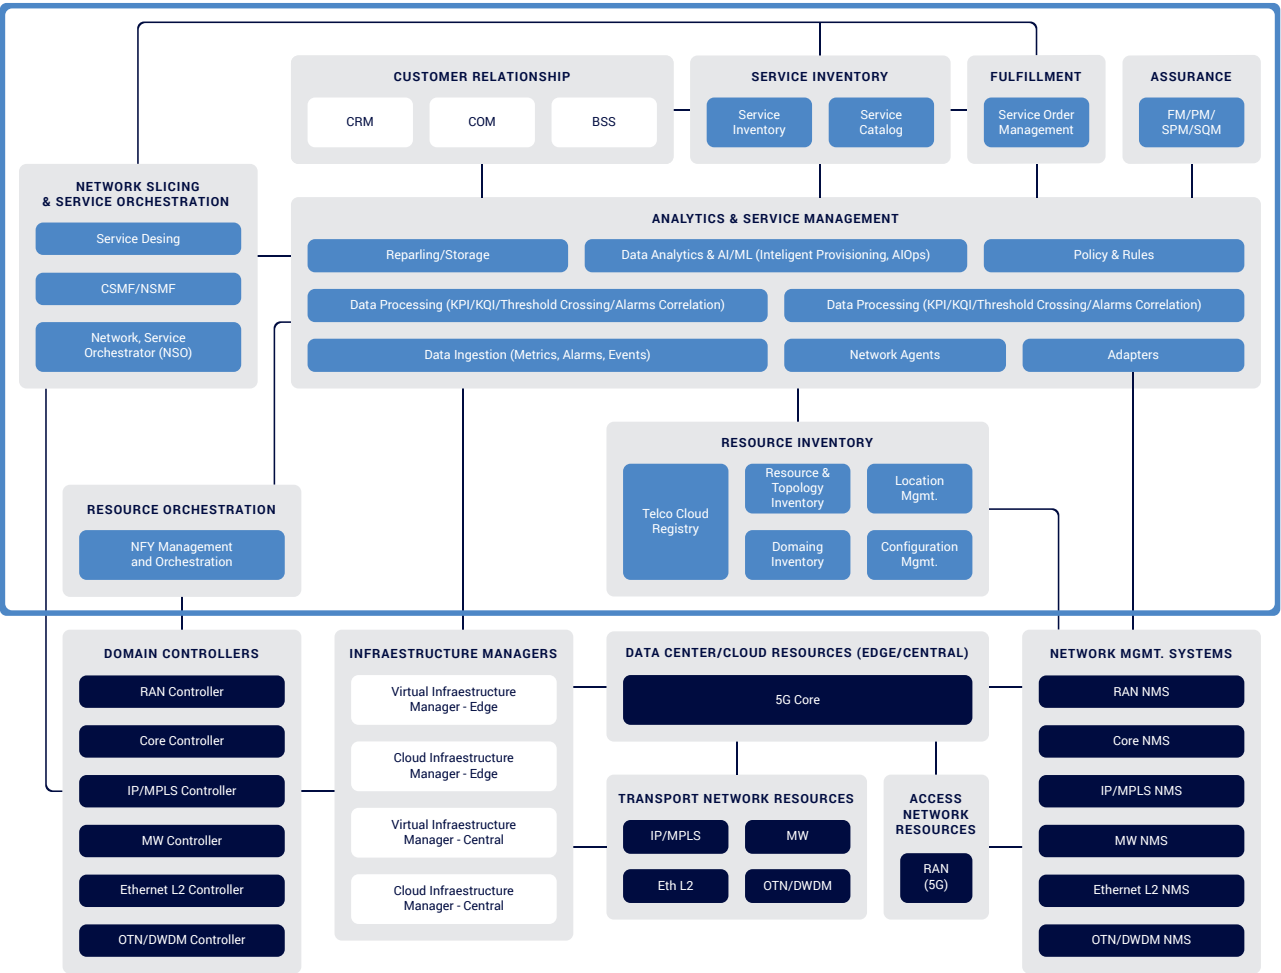 CUSTOMER RELATIONSHIP
CRM
COM
BSS
SERVICE INVENTORY
Service
Inventory
Service
Catalog
FULFILLMENT
Service Order
Management
ASSURANCE
FM/PM/
SPM/SQM
NETWORK SLICING
& SERVICE ORCHESTRATION
Service Desing
CSMF/NSMF
Network, Service
Orchestrator (NSO)
ANALYTICS & SERVICE MANAGEMENT
Reparling/Storage
Data Analytics & AI/ML (Inteligent Provisioning, AIOps)
Policy & Rules
Data Processing (KPI/KQI/Threshold Crossing/Alarms Correlation)
Data Processing (KPI/KQI/Threshold Crossing/Alarms Correlation)
Data Ingestion (Metrics, Alarms, Events)
Network Agents
Adapters
RESOURCE INVENTORY
Telco Cloud
Registry
Resource &
Topology
Inventory
Location
Mgmt.
Domaing
Inventory
Configuration
Mgmt.
RESOURCE ORCHESTRATION
NFY Management
and Orchestration
DOMAIN CONTROLLERS
RAN Controller
Core Controller
IP/MPLS Controller
MW Controller
Ethernet L2 Controller
OTN/DWDM Controller
INFRAESTRUCTURE MANAGERS
Virtual Infraestructure
Manager - Edge
Cloud Infraestructure
Manager - Edge
Virtual Infraestructure
Manager - Central
Cloud Infraestructure
Manager - Central
DATA CENTER/CLOUD RESOURCES (EDGE/CENTRAL)
5G Core
TRANSPORT NETWORK RESOURCES
IP/MPLS
MW
Eth L2
OTN/DWDM
ACCESS
NETWORK
RESOURCES
RAN
(5G)
NETWORK MGMT. SYSTEMS
RAN NMS
Core NMS
IP/MPLS NMS
MW NMS
Ethernet L2 NMS
OTN/DWDM NMS